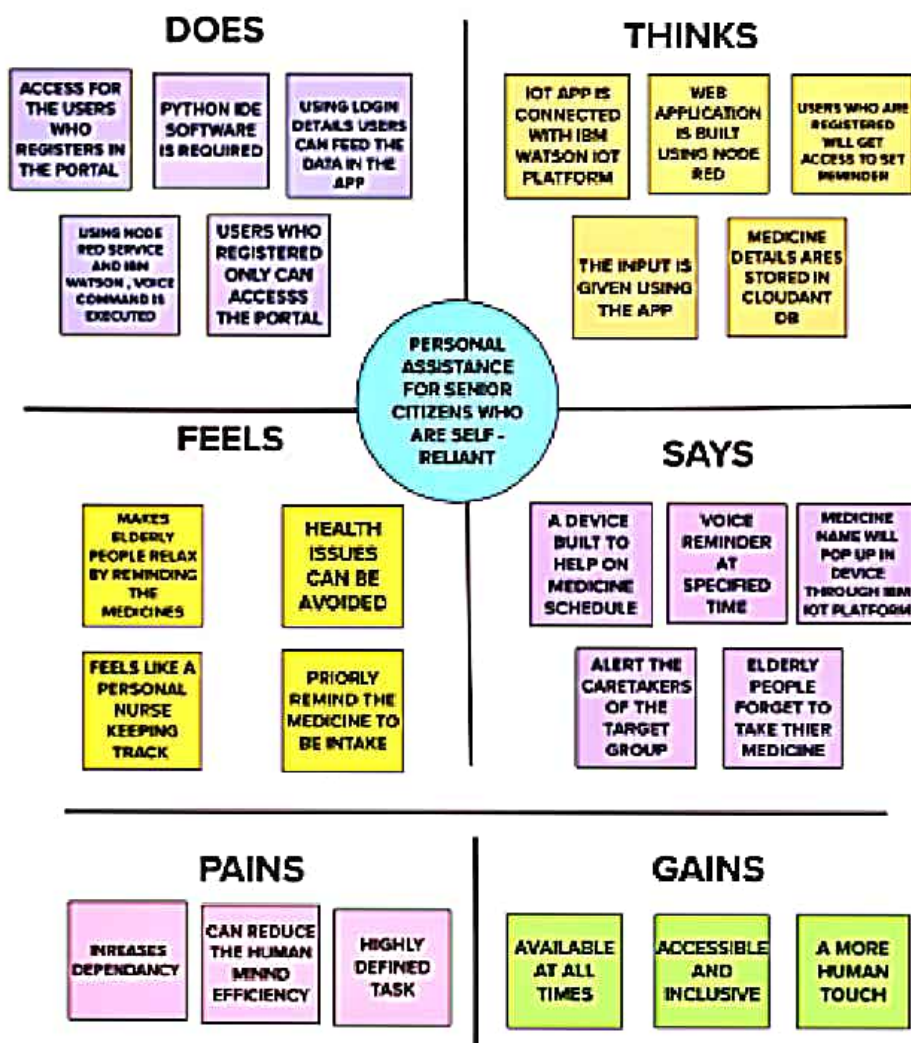 DOES
ACCESS FOR
THE USERS
WHO
REGISTERS IN
THE PORTAL
PYTHON IDE
SOFTWARE
IS REQUIRED
USING LOGIN
DETAILS USERS
CAN FEED THE
DATA IN THE
APP
USING NODE
RED SERVICE
AND IBM
WATSON , VOICE
COMMAND IS
EXECUTED
USERS WHO
REGISTERED
ONLY CAN
ACCESSS
THE PORTAL
THINKS
IOT APP IS
CONNECTED
WITH IBM
WATSON IOT
PLATFORM
WEB
APPLICATION
IS BUILT
USING NODE
RED
USERS WHO ARE
REGISTERED
WILL GET
ACCESS TO SET
REMINDER
THE INPUT IS
GIVEN USING
THE APP
MEDICINE
DETAILS ARES
STORED IN
CLOUDANT
DB
PERSONAL
ASSISTANCE
FOR SENIOR
CITIZENS WHO
ARE SELF -
RELIANT
FEELS
MAKES
ELDERLY
PEOPLE RELAX
BY REMINDING
THE
MEDICINES
HEALTH
ISSUES
CAN BE
AVOIDED
FEELS LIKE A
PERSONAL
NURSE
KEEPING
TRACK
PRIORLY
REMIND THE
MEDICINE TO
BE INTAKE
SAYS
A DEVICE
BUILT TO
HELP ON
MEDICINE
SCHEDULE
VOICE
REMINDER
AT
SPECIFIED
TIME
MEDICINE
NAME WILL
POP UP IN
DEVICE
THROUGH IBM
IOT PLATFORM
ALERT THE
CARETAKERS
OF THE
TARGET
GROUP
ELDERLY
PEOPLE
FORGET TO
TAKE THIER
MEDICINE
PAINS
INREASES
DEPENDANCY
CAN REDUCE
THE HUMAN
MINND
EFFICIENCY
HIGHLY
DEFINED
TASK
GAINS
AVAILABLE
AT ALL
TIMES
ACCESSIBLE
AND
INCLUSIVE
A MORE
HUMAN
TOUCH